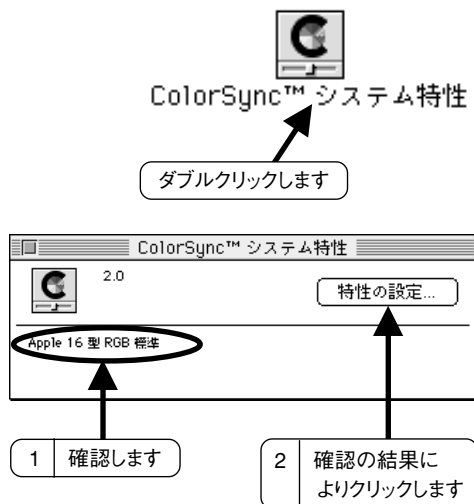 ColorSync™ システム特性
ダブルクリックします
ColorSync™ システム特性
2.0
特性の設定...
Apple 16 型 RGB 標準
1 確認します
2 確認の結果に
よりクリックします